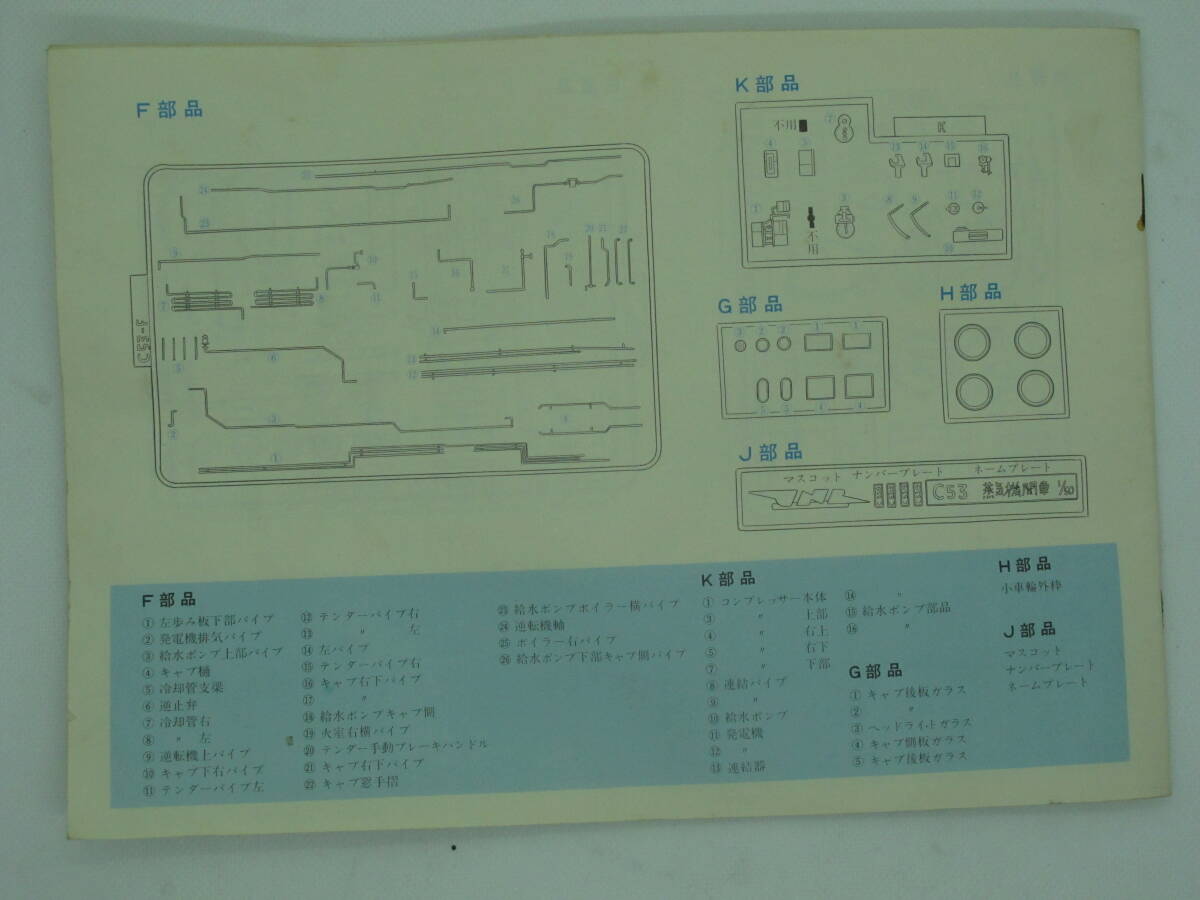 F部品
K部品
不用
K
不用
C53-F
G部品
H部品
J部品
マスコット ナンバープレート ネームプレート
JNR
C53 蒸気機関車 1/50
F部品
① 左歩み板下部パイプ
② 発電機排気パイプ
③ 給水ポンプ上部パイプ
④ キャブ樋
⑤ 冷却管支梁
⑥ 逆止弁
⑦ 冷却管右
⑧ 〃 左
⑨ 逆転機上パイプ
⑩ キャブ下右パイプ
⑪ テンダーパイプ左
⑫ テンダーパイプ右
⑬ 〃 左
⑭ 左パイプ
⑮ テンダーパイプ右
⑯ キャブ右下パイプ
⑰ 〃
⑱ 給水ポンプキャブ側
⑲ 火室右横パイプ
⑳ テンダー手動ブレーキハンドル
㉑ キャブ右下パイプ
㉒ キャブ窓手摺
㉓ 給水ポンプボイラー横パイプ
㉔ 逆転機軸
㉕ ボイラー右パイプ
㉖ 給水ポンプ下部キャブ側パイプ
K部品
① コンプレッサー本体
③ 〃 上部
④ 〃 右上
⑤ 〃 右下
⑦ 〃 下部
⑧ 連結パイプ
⑨ 〃
⑩ 給水ポンプ
⑪ 発電機
⑫ 〃
⑬ 連結器
⑭ 〃
⑮ 給水ポンプ部品
⑯ 〃
G部品
① キャブ後板ガラス
② 〃
③ ヘッドライトガラス
④ キャブ側板ガラス
⑤ キャブ後板ガラス
H部品
小車輪外枠
J部品
マスコット
ナンバープレート
ネームプレート